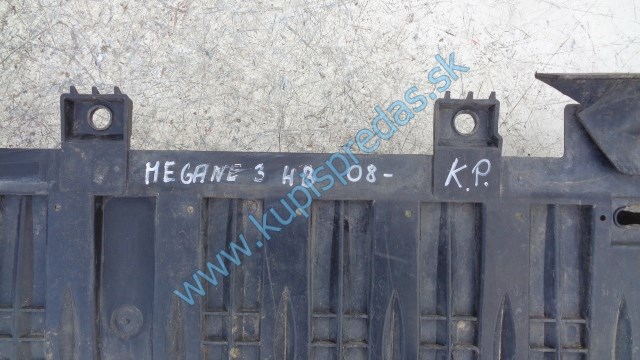 MEGANE 3 HB 08- K.P.
www.kupispredas.sk